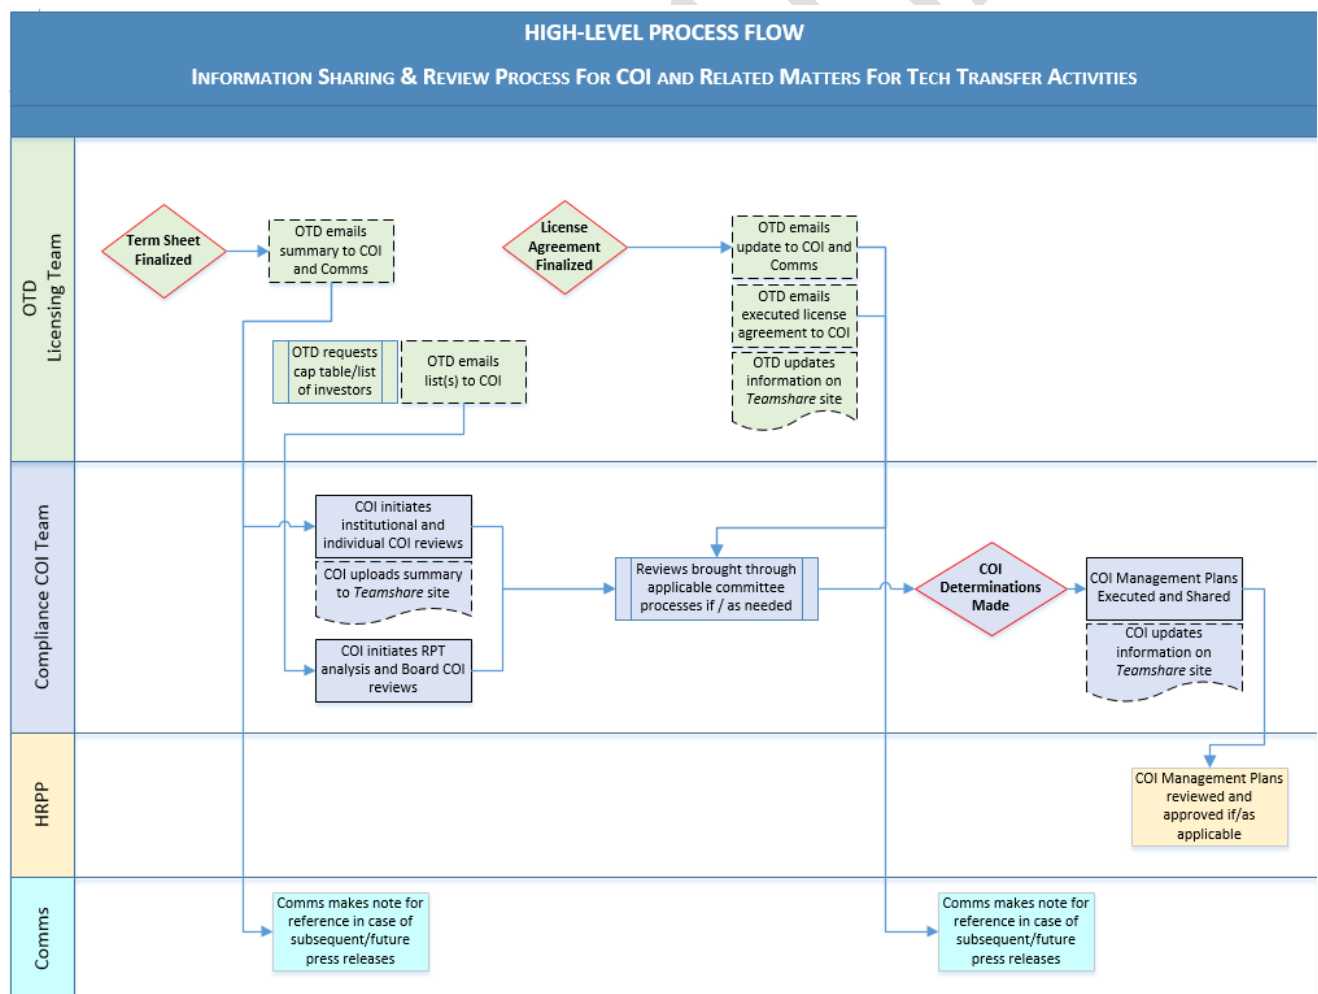 HIGH-LEVEL PROCESS FLOW
INFORMATION SHARING & REVIEW PROCESS FOR COI AND RELATED MATTERS FOR TECH TRANSFER ACTIVITIES
OTD
Licensing Team
Term Sheet
Finalized
OTD emails
summary to COI
and Comms
License
Agreement
Finalized
OTD emails
update to COI and
Comms
OTD emails
executed license
agreement to COI
OTD updates
information on
Teamshare site
OTD requests
cap table/list
of investors
OTD emails
list(s) to COI
Compliance COI Team
COI initiates
institutional and
individual COI reviews
COI uploads summary
to Teamshare site
COI initiates RPT
analysis and Board COI
reviews
Reviews brought through
applicable committee
processes if / as needed
COI
Determinations
Made
COI Management Plans
Executed and Shared
COI updates
information on
Teamshare site
HRPP
COI Management Plans
reviewed and
approved if/as
applicable
Comms
Comms makes note for
reference in case of
subsequent/future
press releases
Comms makes note for
reference in case of
subsequent/future
press releases